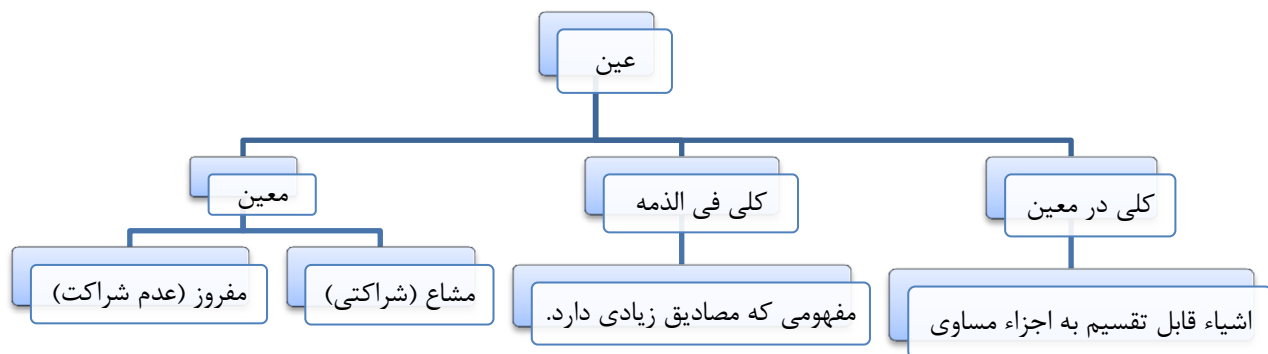 عین
کلی در معین
کلی فی الذمه
معین
اشیاء قابل تقسیم به اجزاء مساوی
مفهومی که مصادیق زیادی دارد.
مشاع (شراکتی)
مفروز (عدم شراکت)